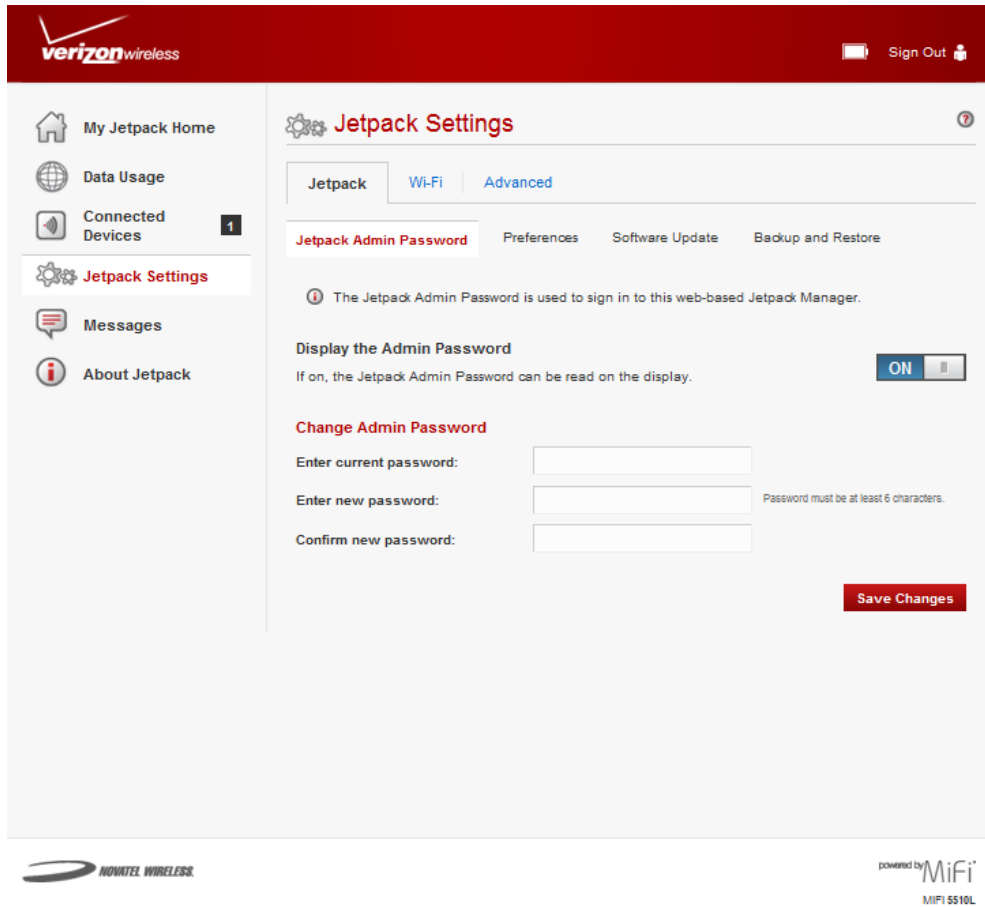 verizonwireless
Sign Out
My Jetpack Home
Data Usage
Connected
Devices
1
Jetpack Settings
Messages
About Jetpack
Jetpack Settings
?
Jetpack
Wi-Fi
Advanced
Jetpack Admin Password
Preferences
Software Update
Backup and Restore
The Jetpack Admin Password is used to sign in to this web-based Jetpack Manager.
Display the Admin Password
If on, the Jetpack Admin Password can be read on the display.
ON
Change Admin Password
Enter current password:
Enter new password:
Password must be at least 6 characters.
Confirm new password:
Save Changes
NOVATEL WIRELESS.
powered by MiFi
MIFI 5510L